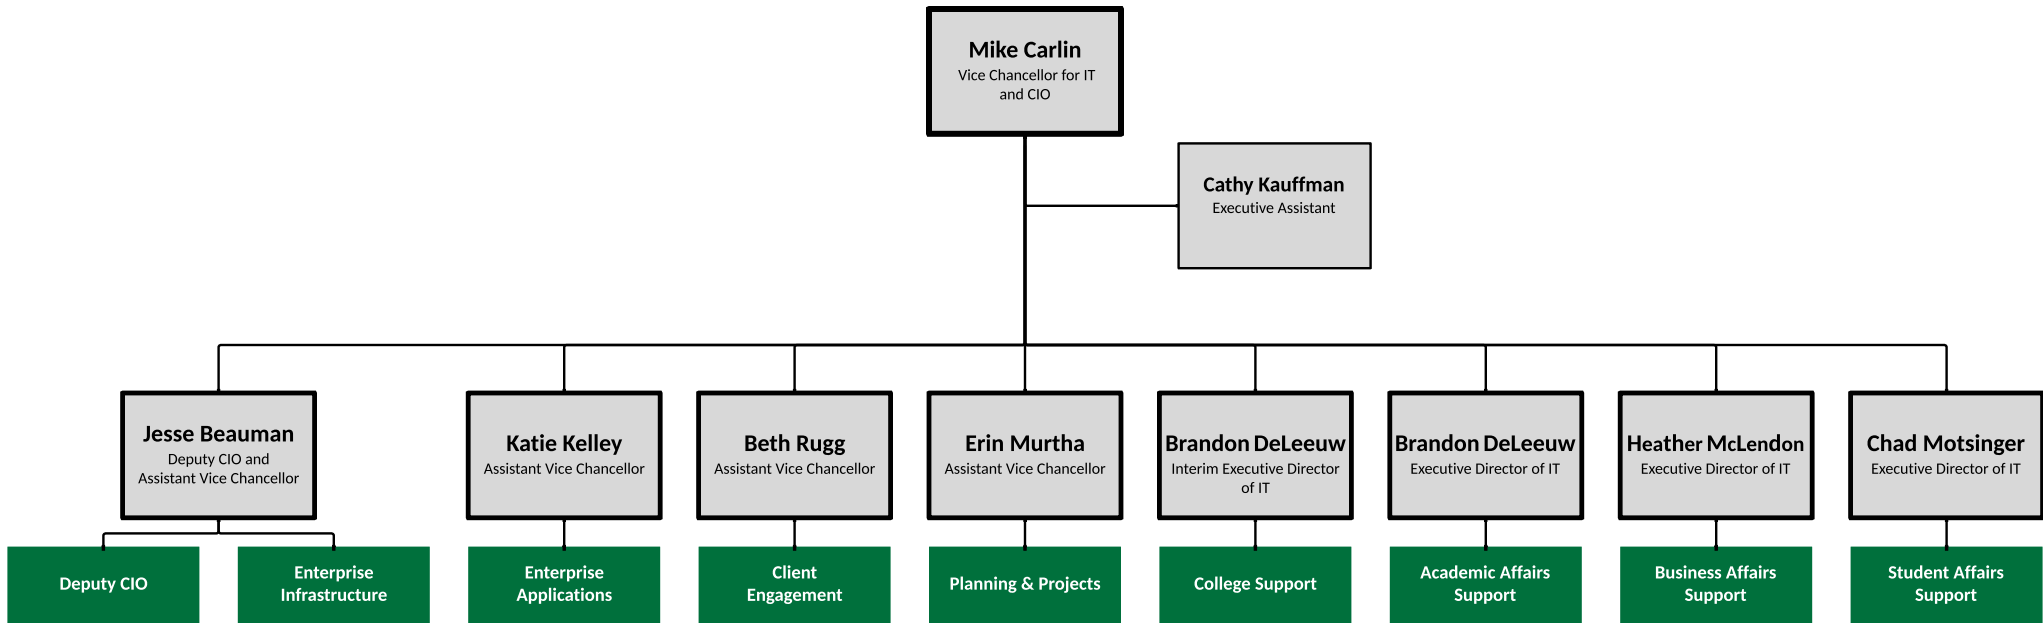 Mike Carlin
Vice Chancellor for IT
and CIO
Cathy Kauffman
Executive Assistant
Jesse Beauman
Deputy CIO and
Assistant Vice Chancellor
Katie Kelley
Assistant Vice Chancellor
Beth Rugg
Assistant Vice Chancellor
Erin Murtha
Assistant Vice Chancellor
Brandon DeLeeuw
Interim Executive Director
of IT
Brandon DeLeeuw
Executive Director of IT
Heather McLendon
Executive Director of IT
Chad Motsinger
Executive Director of IT
Deputy CIO
Enterprise
Infrastructure
Enterprise
Applications
Client
Engagement
Planning & Projects
College Support
Academic Affairs
Support
Business Affairs
Support
Student Affairs
Support